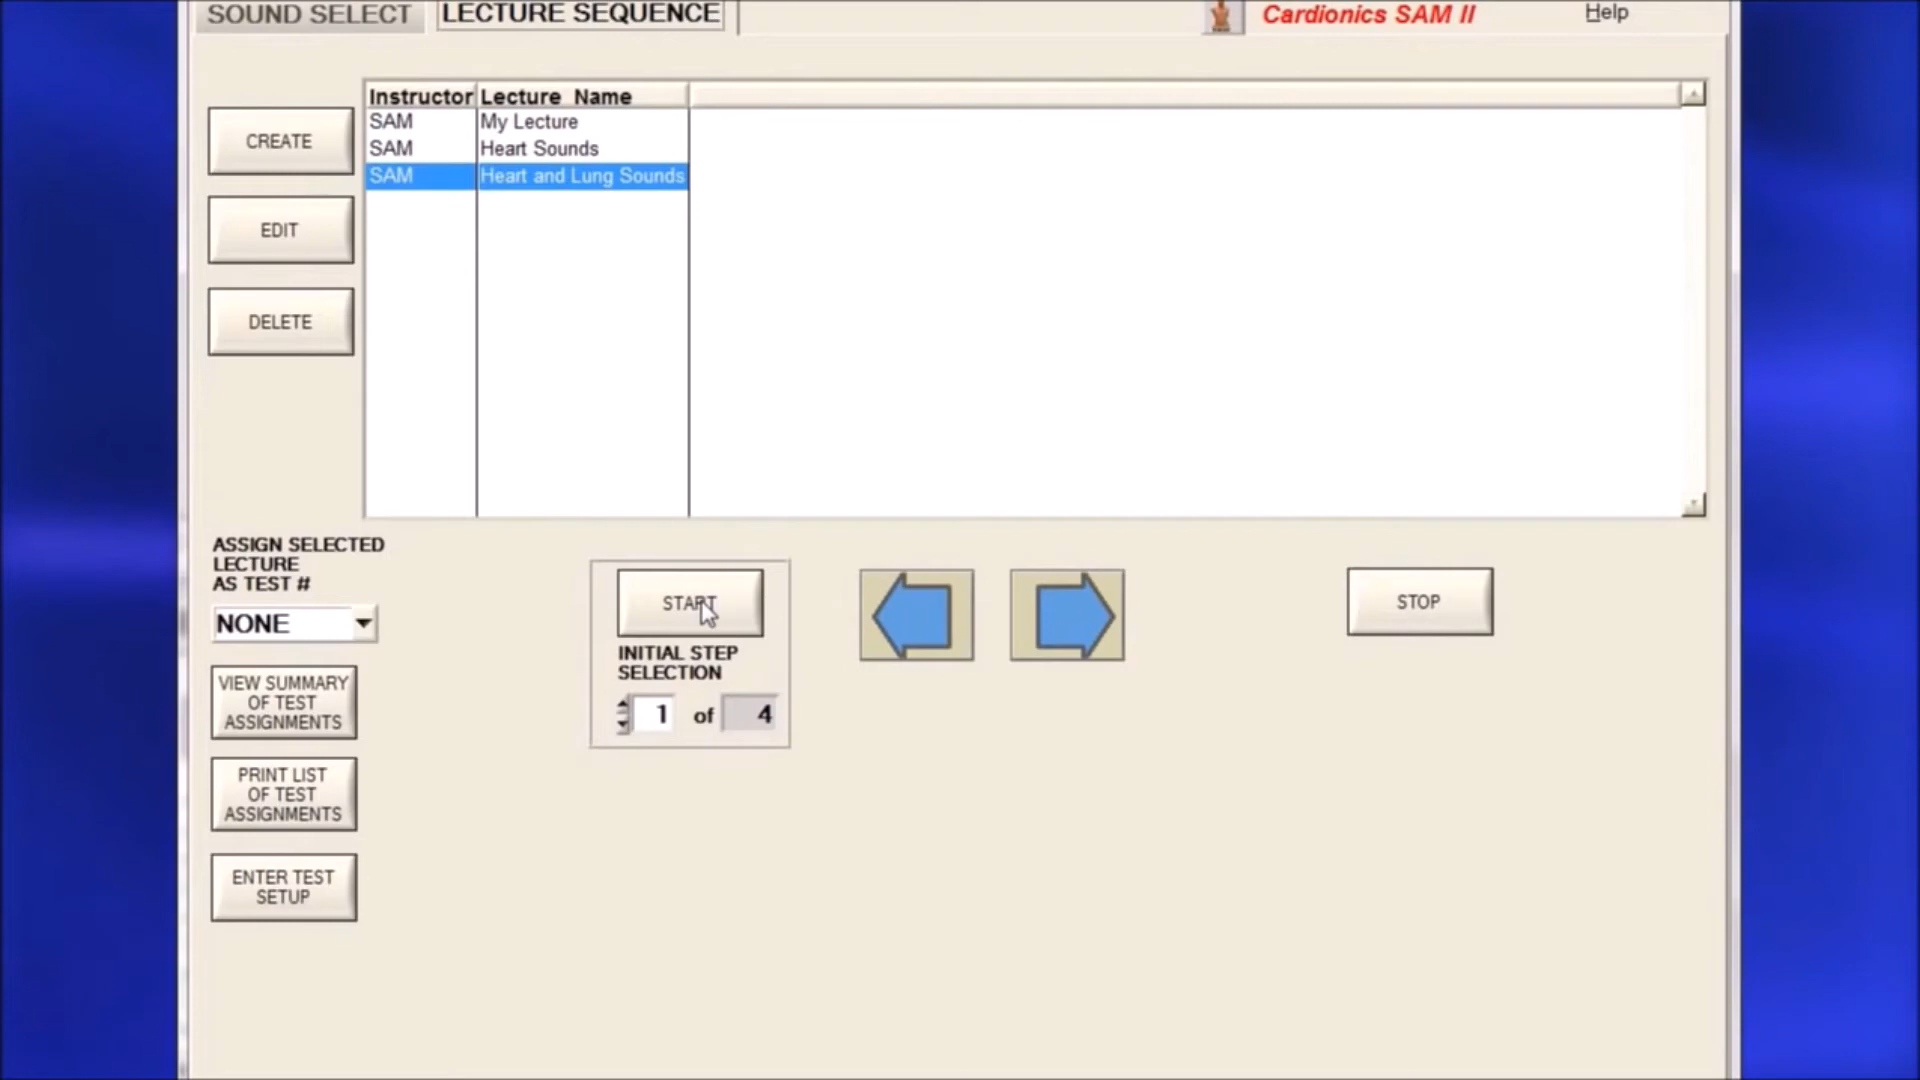 SOUND SELECT
LECTURE SEQUENCE
Cardionics SAM II
Help
Instructor Lecture Name
SAM My Lecture
SAM Heart Sounds
SAM Heart and Lung Sounds
CREATE
EDIT
DELETE
ASSIGN SELECTED
LECTURE
AS TEST #
NONE
VIEW SUMMARY
OF TEST
ASSIGNMENTS
PRINT LIST
OF TEST
ASSIGNMENTS
ENTER TEST
SETUP
START
INITIAL STEP
SELECTION
1 of 4
STOP